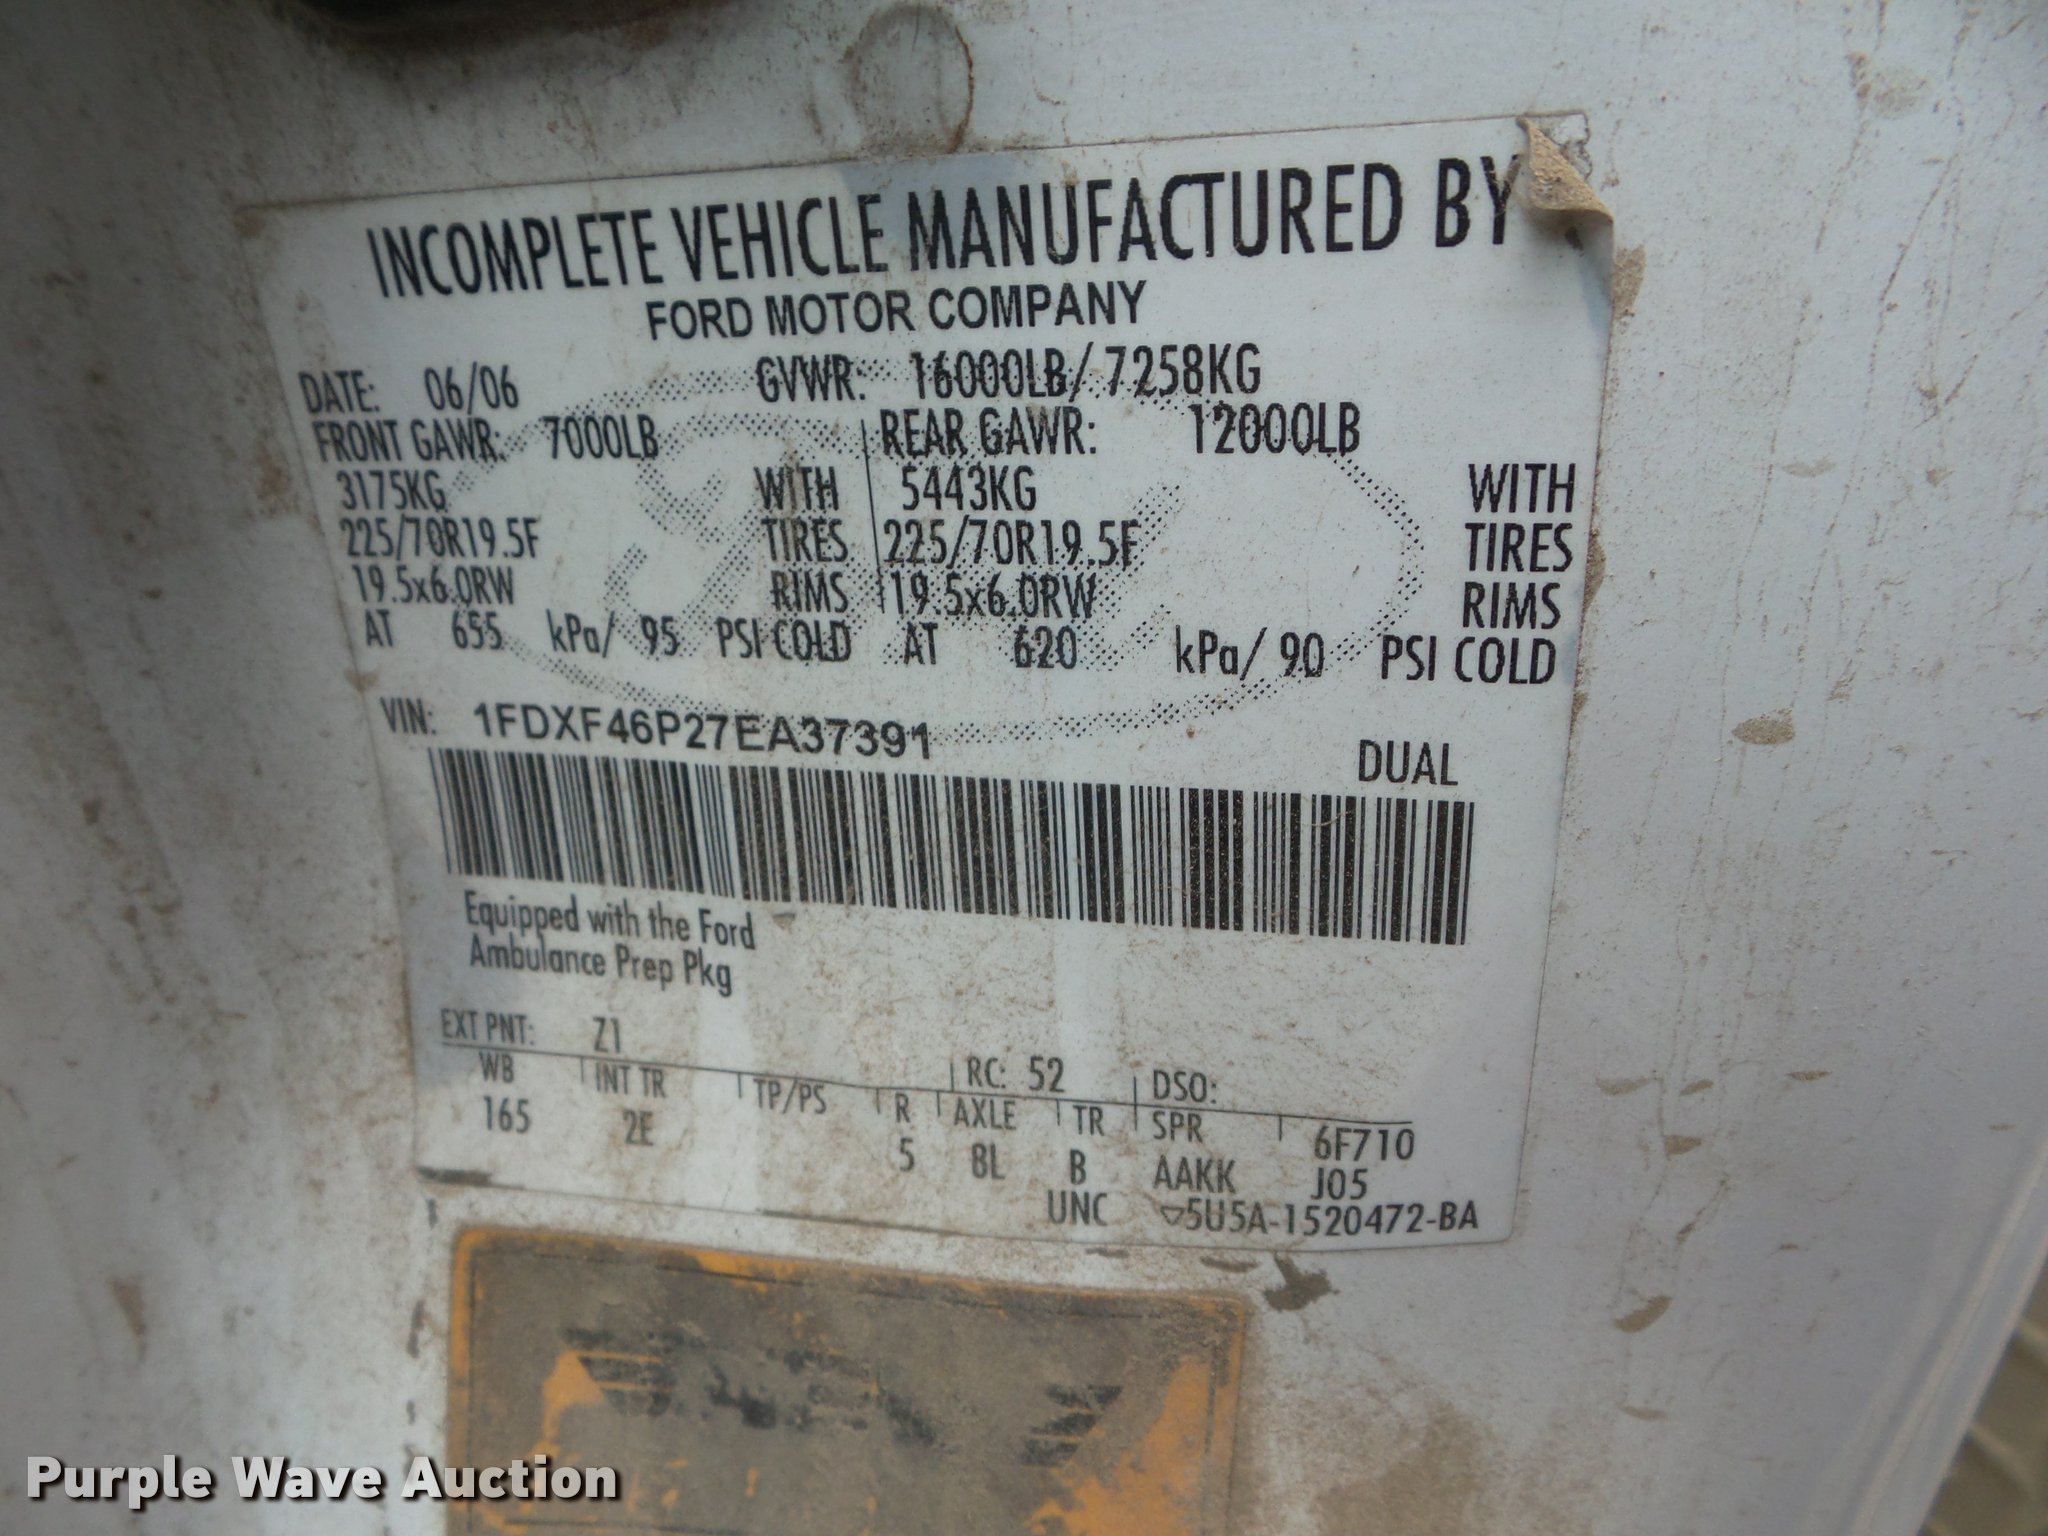 INCOMPLETE VEHICLE MANUFACTURED BY
FORD MOTOR COMPANY
DATE: 06/06 GVWR: 16000LB/ 7258KG
FRONT GAWR: 7000LB REAR GAWR: 12000LB
3175KG WITH 5443KG WITH
225/70R19.5F TIRES 225/70R19.5F TIRES
19.5x6.0RW RIMS 19.5x6.0RW RIMS
AT 655 kPa/ 95 PSI COLD AT 620 kPa/ 90 PSI COLD
VIN: 1FDXF46P27EA37391
DUAL
Equipped with the Ford
Ambulance Prep Pkg
EXT PNT: Z1 RC: 52 DSO:
WB INT TR TP/PS R AXLE TR SPR 6F710
165 2E 5 8L B AAKK J05
UNC 5U5A-1520472-BA
Purple Wave Auction